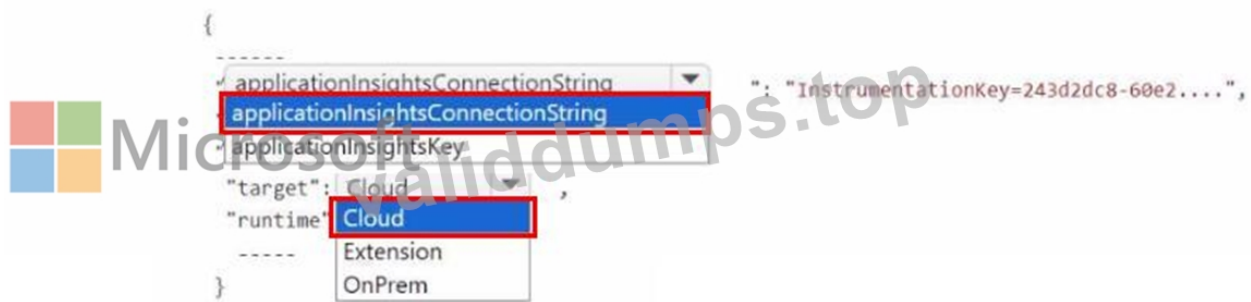 {
------
applicationInsightsConnectionString ": "InstrumentationKey=243d2dc8-60e2....",
applicationInsightsConnectionString
applicationInsightsKey
Microsoft
validdumps.top
"target": Cloud ,
"runtime" Cloud
----- Extension
} OnPrem